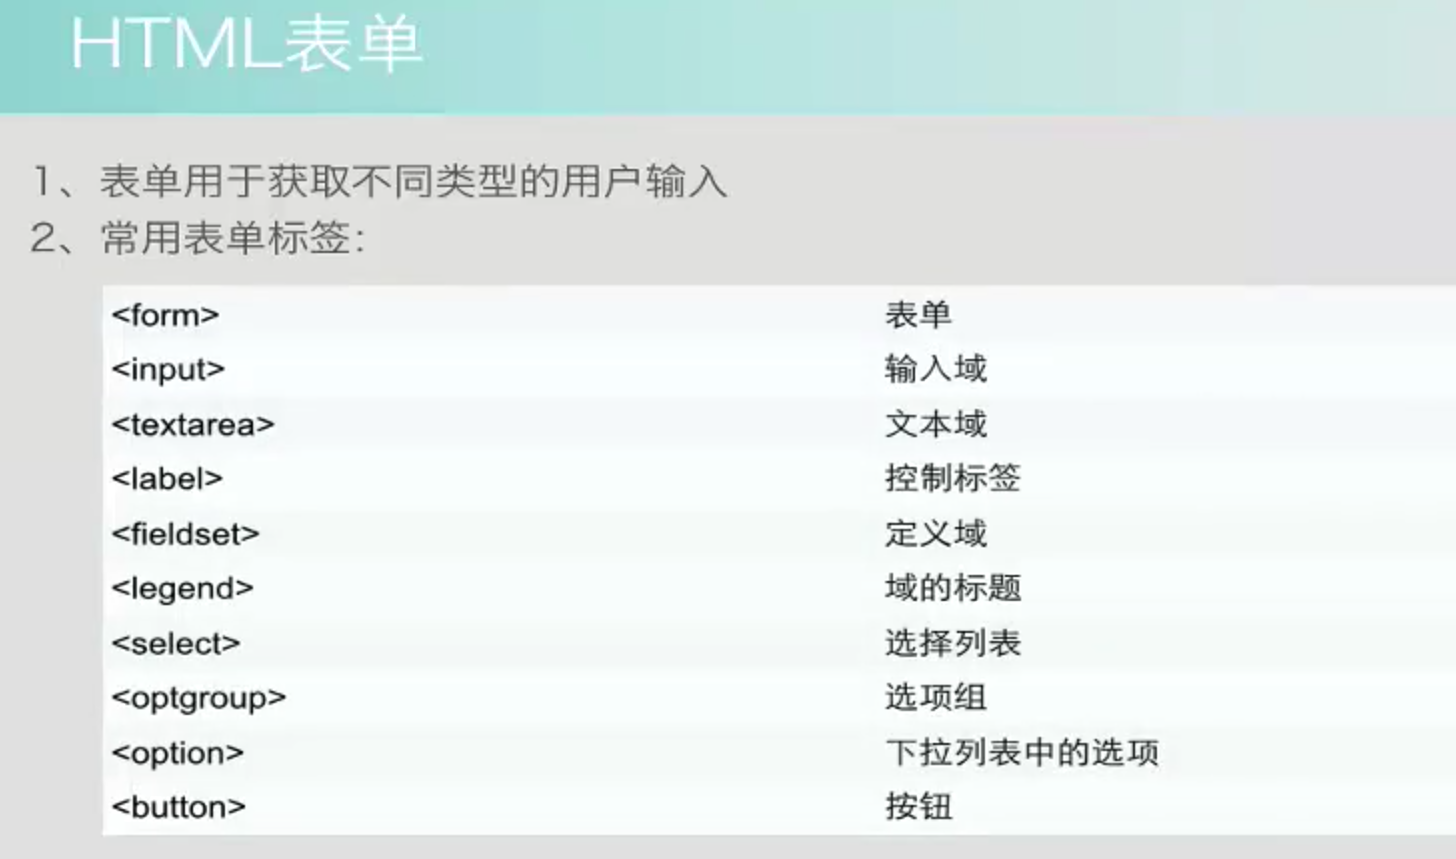 HTML表单
1、表单用于获取不同类型的用户输入
2、常用表单标签：
<form> 表单
<input> 输入域
<textarea> 文本域
<label> 控制标签
<fieldset> 定义域
<legend> 域的标题
<select> 选择列表
<optgroup> 选项组
<option> 下拉列表中的选项
<button> 按钮